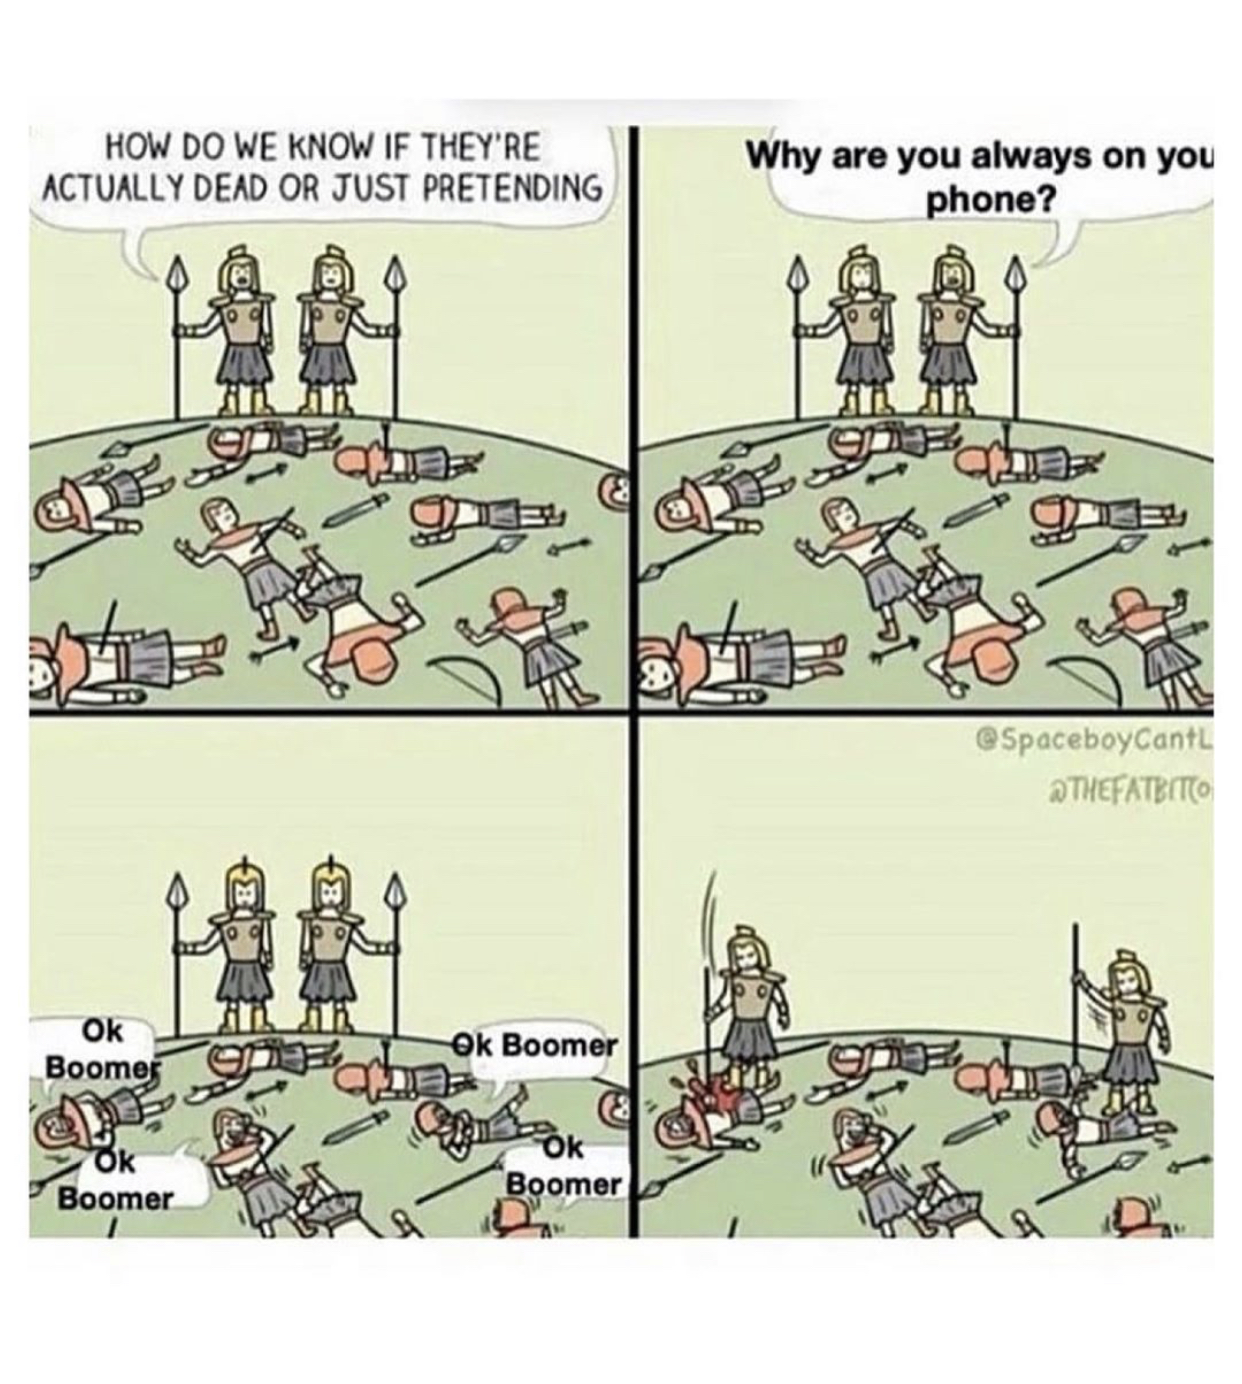 HOW DO WE KNOW IF THEY'RE
ACTUALLY DEAD OR JUST PRETENDING
Why are you always on you
phone?
Ok
Boomer
Ok Boomer
Ok
Boomer
Ok
Boomer
@SpaceboyCantL
@THEFATBITCO